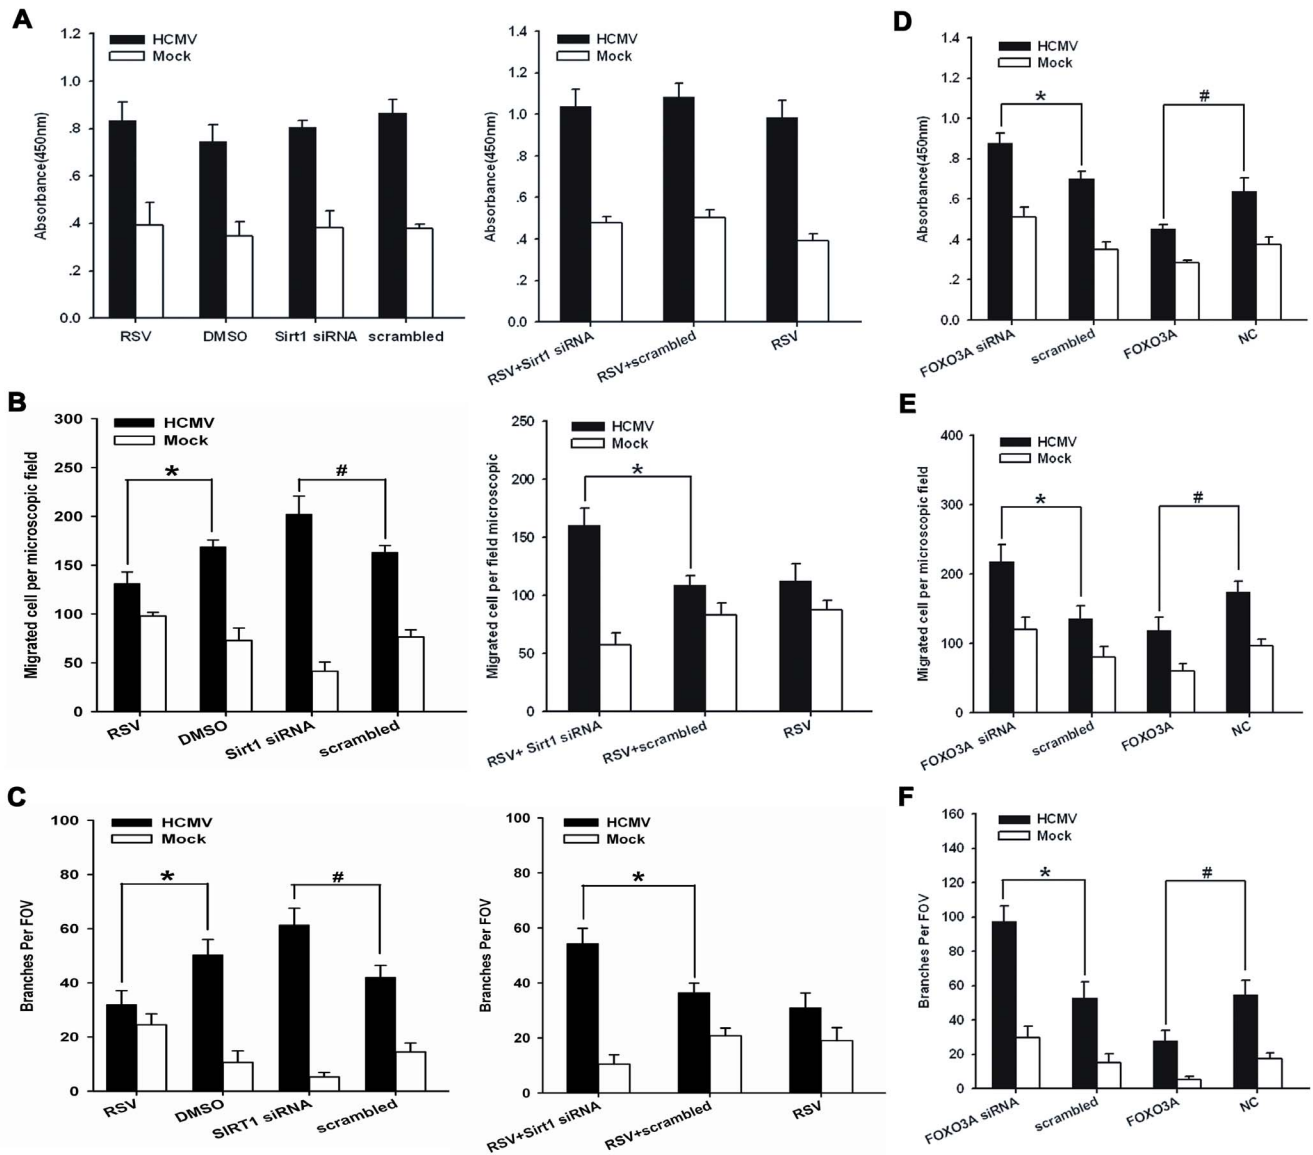 A
Absorbance(450nm)
1.2
1.0
.8
.6
.4
.2
0.0
HCMV
Mock
RSV
DMSO
Sirt1 siRNA
scrambled
Absorbance(450nm)
1.4
1.2
1.0
.8
.6
.4
.2
0.0
HCMV
Mock
RSV+Sirt1 siRNA
RSV+scrambled
RSV
D
Absorbance(450nm)
1.4
1.2
1.0
.8
.6
.4
.2
0.0
HCMV
Mock
*
#
FOXO3A siRNA
scrambled
FOXO3A
NC
B
Migrated cell per microscopic field
300
250
200
150
100
50
0
HCMV
Mock
*
#
RSV
DMSO
Sirt1 siRNA
scrambled
Migrated cell per field microscopic
250
200
150
100
50
0
HCMV
Mock
*
RSV+ Sirt1 siRNA
RSV+scrambled
RSV
E
Migrated cell per microscopic field
400
300
200
100
0
HCMV
Mock
*
#
FOXO3A siRNA
scrambled
FOXO3A
NC
C
Branches Per FOV
100
80
60
40
20
0
HCMV
Mock
*
#
RSV
DMSO
SIRT1 siRNA
scrambled
Branches Per FOV
100
80
60
40
20
0
HCMV
Mock
*
RSV+Sirt1 siRNA
RSV+scrambled
RSV
F
Branches Per FOV
160
140
120
100
80
60
40
20
0
HCMV
Mock
*
#
FOXO3A siRNA
scrambled
FOXO3A
NC